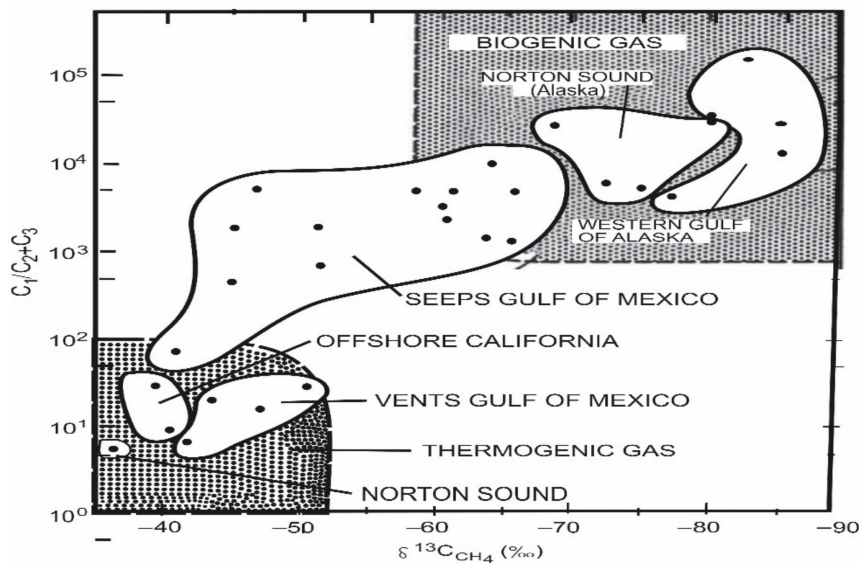 BIOGENIC GAS
NORTON SOUND
(Alaska)
WESTERN GULF
OF ALASKA
SEEPS GULF OF MEXICO
OFFSHORE CALIFORNIA
VENTS GULF OF MEXICO
THERMOGENIC GAS
NORTON SOUND
10⁵
10⁴
10³
10²
10¹
10⁰
C₁/C₂+C₃
−40 −50 −60 −70 −80 −90
δ ¹³C_CH₄ (‰)